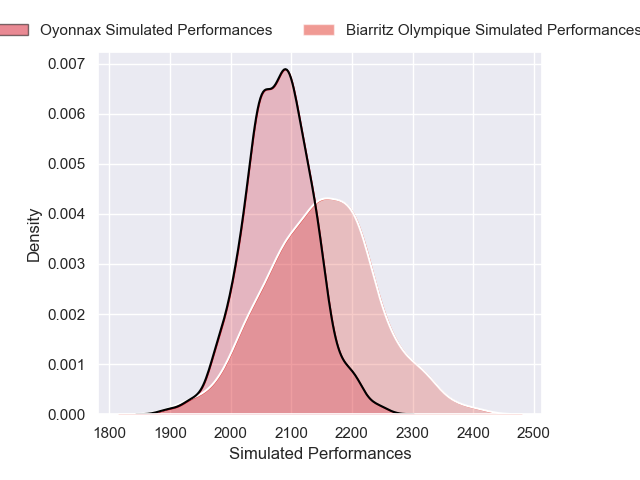 Oyonnax Simulated Performances Biarritz Olympique Simulated Performances
0.007
0.006
0.005
0.004
0.003
0.002
0.001
0.000
Density
1800 1900 2000 2100 2200 2300 2400 2500
Simulated Performances